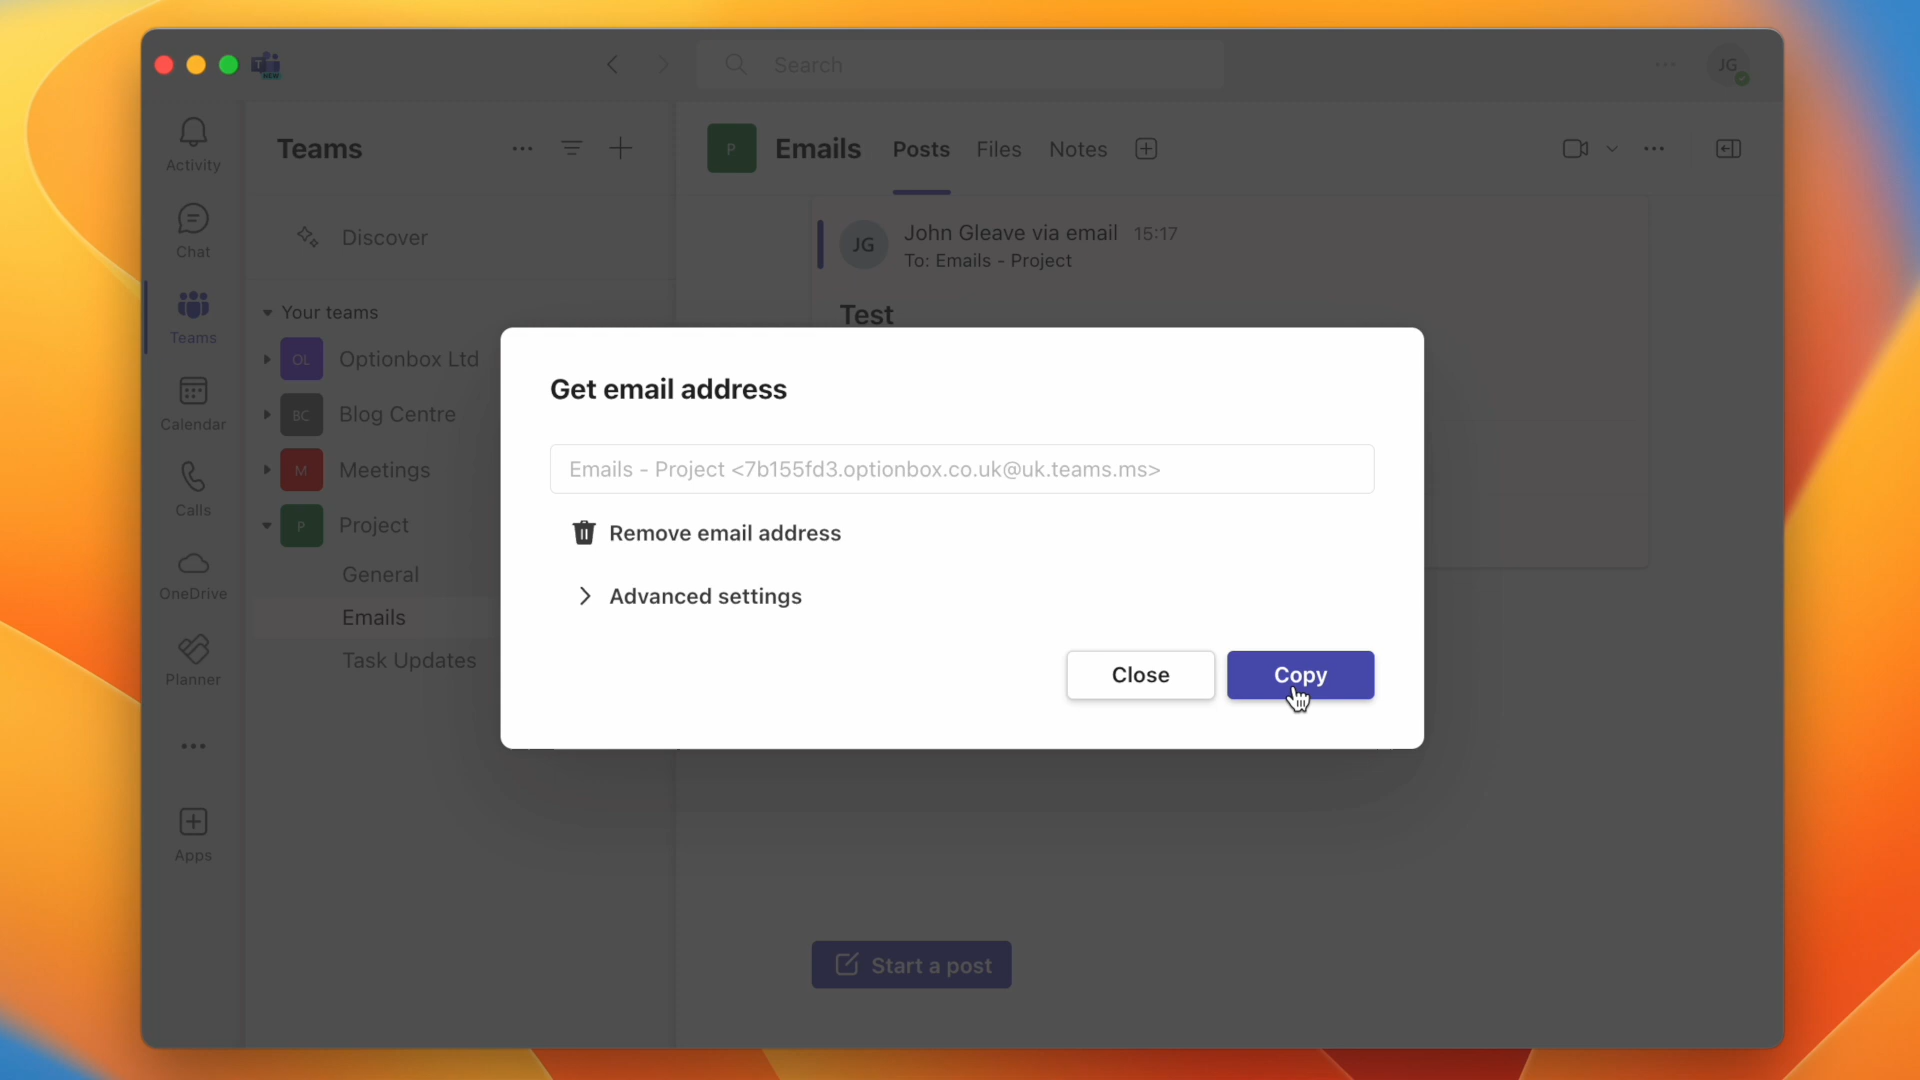 NEW
Search
JG
Activity
Chat
Teams
Calendar
Calls
OneDrive
Planner
Apps
Teams
Discover
Your teams
OL Optionbox Ltd
BC Blog Centre
M Meetings
P Project
General
Emails
Task Updates
P Emails Posts Files Notes
JG John Gleave via email 15:17
To: Emails - Project
Test
Get email address
Emails - Project <7b155fd3.optionbox.co.uk@uk.teams.ms>
Remove email address
Advanced settings
Close Copy
Start a post